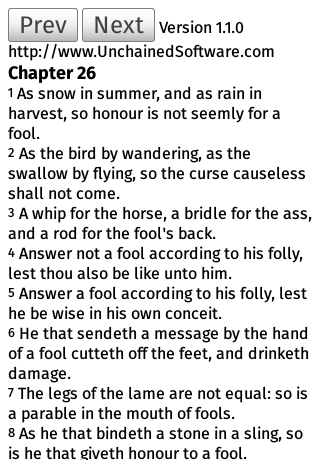 Prev Next Version 1.1.0
http://www.UnchainedSoftware.com
Chapter 26
1 As snow in summer, and as rain in
harvest, so honour is not seemly for a
fool.
2 As the bird by wandering, as the
swallow by flying, so the curse causeless
shall not come.
3 A whip for the horse, a bridle for the ass,
and a rod for the fool's back.
4 Answer not a fool according to his folly,
lest thou also be like unto him.
5 Answer a fool according to his folly, lest
he be wise in his own conceit.
6 He that sendeth a message by the hand
of a fool cutteth off the feet, and drinketh
damage.
7 The legs of the lame are not equal: so is
a parable in the mouth of fools.
8 As he that bindeth a stone in a sling, so
is he that giveth honour to a fool.